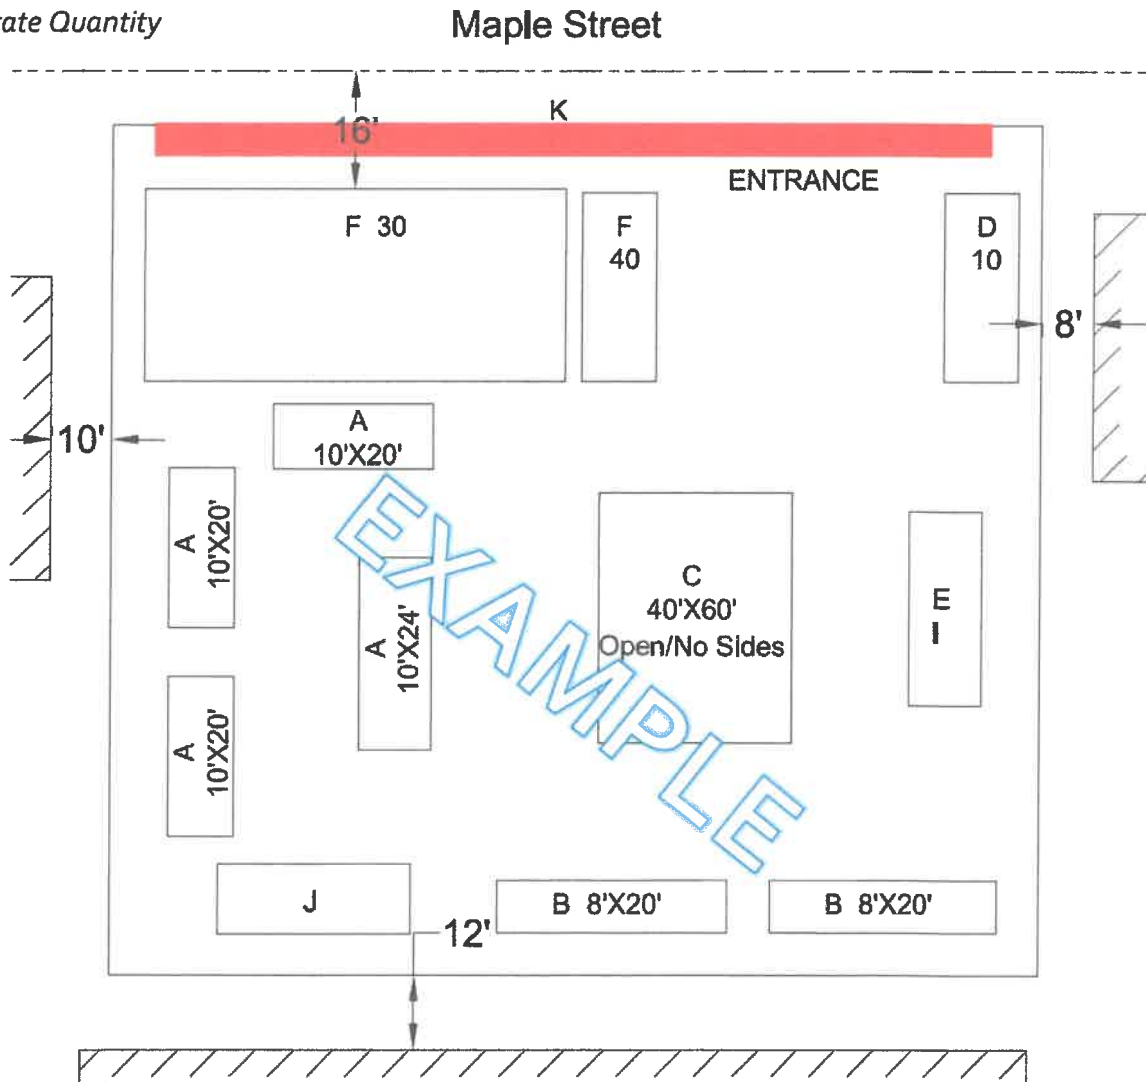 ate Quantity
Maple Street
K
16'
ENTRANCE
F 30
F
40
D
10
8'
10'
A
10'X20'
A
10'X20'
A
10'X24'
C
40'X60'
Open/No Sides
E
I
A
10'X20'
EXAMPLE
J
B 8'X20'
B 8'X20'
12'